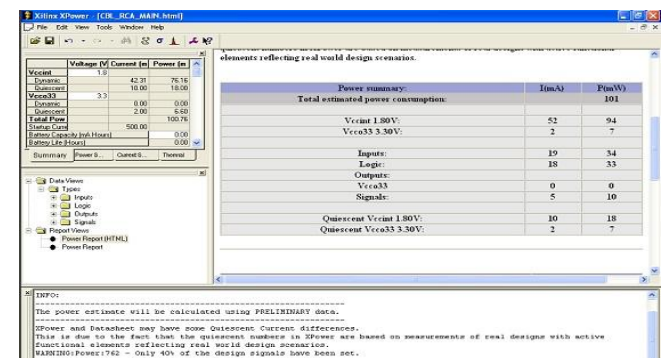 Xilinx XPower - [CBL_RCA_MAIN.html]
File Edit View Tools Window Help
elements reflecting real world design scenarios.
Voltage (V Current (m Power (m
Vccint 1.8
Dynamic 42.31 76.16
Quiescent 10.00 18.00
Vcco33 3.3
Dynamic 0.00 0.00
Quiescent 2.00 6.60
Total Pow 100.76
Startup Curre 500.00
Battery Capacity (mA Hours) 0.00
Battery Life (Hours) 0.00
Summary Power S... Current S... Thermal
Power summary: I(mA) P(mW)
Total estimated power consumption: 101
Vccint 1.80V: 52 94
Vcco33 3.30V: 2 7
Inputs: 19 34
Logic: 18 33
Outputs:
Vcco33 0 0
Signals: 5 10
Quiescent Vccint 1.80V: 10 18
Quiescent Vcco33 3.30V: 2 7
Data Views
Types
Inputs
Logic
Outputs
Signals
Report Views
Power Report (HTML)
Power Report
INFO:
The power estimate will be calculated using PRELIMINARY data.
XPower and Datasheet may have some Quiescent Current differences.
This is due to the fact that the quiescent numbers in XPower are based on measurements of real designs with active
functional elements reflecting real world design scenarios.
WARNING:Power:762 - Only 40% of the design signals have been set.